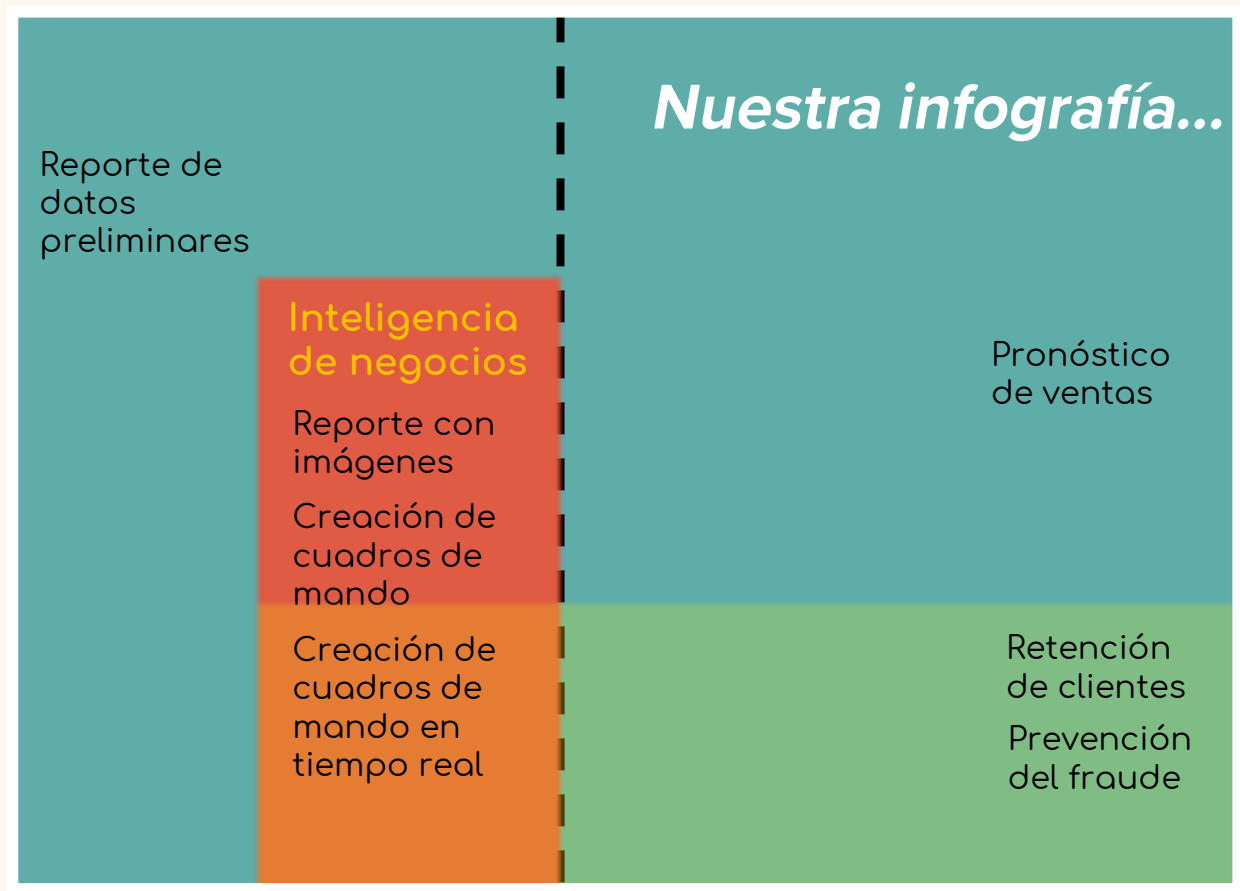 Nuestra infografía...
Reporte de
datos
preliminares
Inteligencia
de negocios
Reporte con
imágenes
Creación de
cuadros de
mando
Creación de
cuadros de
mando en
tiempo real
Pronóstico
de ventas
Retención
de clientes
Prevención
del fraude